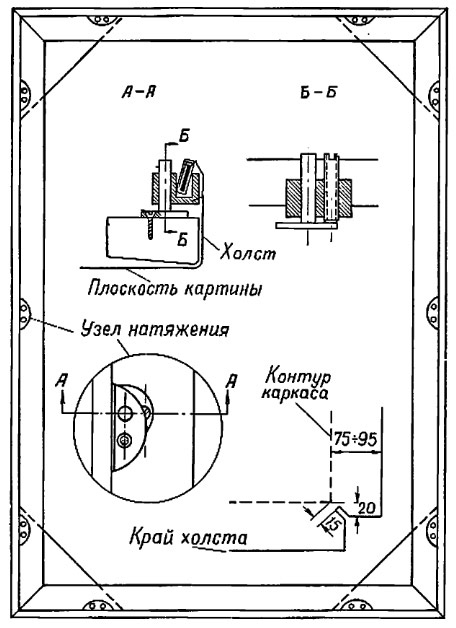 А-А
Б-Б
Б
Б
Холст
Плоскость картины
Узел натяжения
А
А
Контур
каркаса
75÷95
20
15
Край холста